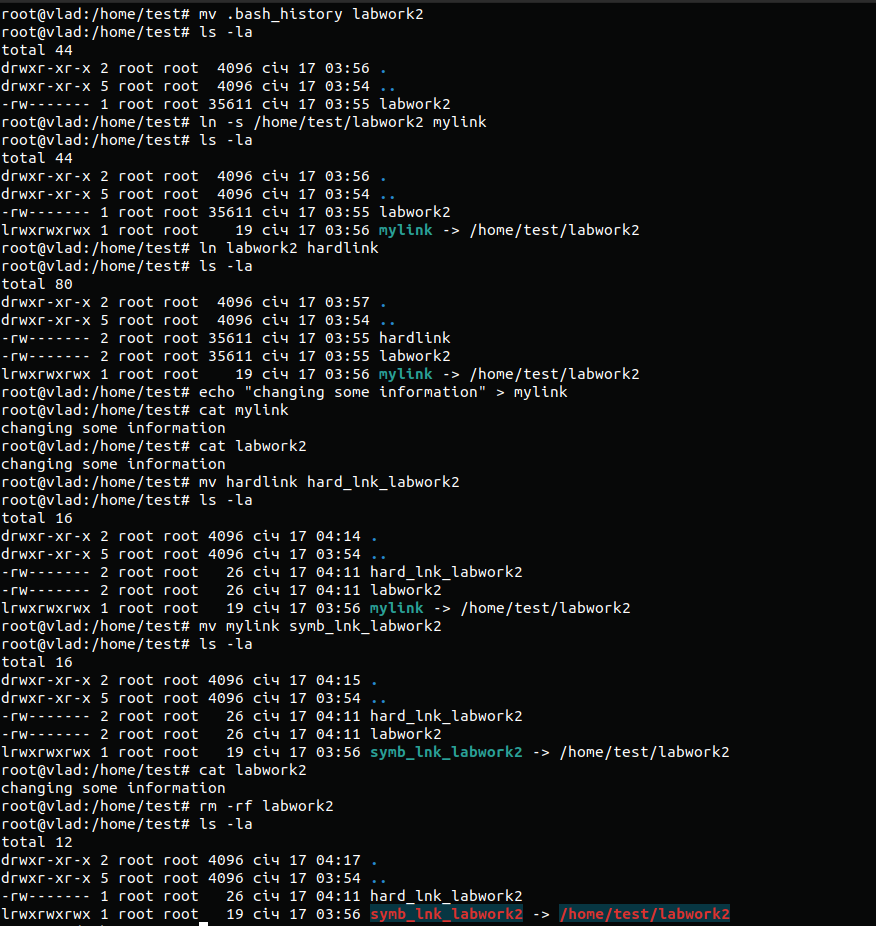 root@vlad:/home/test# mv .bash_history labwork2
root@vlad:/home/test# ls -la
total 44
drwxr-xr-x 2 root root  4096 січ 17 03:56 .
drwxr-xr-x 5 root root  4096 січ 17 03:54 ..
-rw------- 1 root root 35611 січ 17 03:55 labwork2
root@vlad:/home/test# ln -s /home/test/labwork2 mylink
root@vlad:/home/test# ls -la
total 44
drwxr-xr-x 2 root root  4096 січ 17 03:56 .
drwxr-xr-x 5 root root  4096 січ 17 03:54 ..
-rw------- 1 root root 35611 січ 17 03:55 labwork2
lrwxrwxrwx 1 root root    19 січ 17 03:56 mylink -> /home/test/labwork2
root@vlad:/home/test# ln labwork2 hardlink
root@vlad:/home/test# ls -la
total 80
drwxr-xr-x 2 root root  4096 січ 17 03:57 .
drwxr-xr-x 5 root root  4096 січ 17 03:54 ..
-rw------- 2 root root 35611 січ 17 03:55 hardlink
-rw------- 2 root root 35611 січ 17 03:55 labwork2
lrwxrwxrwx 1 root root    19 січ 17 03:56 mylink -> /home/test/labwork2
root@vlad:/home/test# echo "changing some information" > mylink
root@vlad:/home/test# cat mylink
changing some information
root@vlad:/home/test# cat labwork2
changing some information
root@vlad:/home/test# mv hardlink hard_lnk_labwork2
root@vlad:/home/test# ls -la
total 16
drwxr-xr-x 2 root root 4096 січ 17 04:14 .
drwxr-xr-x 5 root root 4096 січ 17 03:54 ..
-rw------- 2 root root   26 січ 17 04:11 hard_lnk_labwork2
-rw------- 2 root root   26 січ 17 04:11 labwork2
lrwxrwxrwx 1 root root   19 січ 17 03:56 mylink -> /home/test/labwork2
root@vlad:/home/test# mv mylink symb_lnk_labwork2
root@vlad:/home/test# ls -la
total 16
drwxr-xr-x 2 root root 4096 січ 17 04:15 .
drwxr-xr-x 5 root root 4096 січ 17 03:54 ..
-rw------- 2 root root   26 січ 17 04:11 hard_lnk_labwork2
-rw------- 2 root root   26 січ 17 04:11 labwork2
lrwxrwxrwx 1 root root   19 січ 17 03:56 symb_lnk_labwork2 -> /home/test/labwork2
root@vlad:/home/test# cat labwork2
changing some information
root@vlad:/home/test# rm -rf labwork2
root@vlad:/home/test# ls -la
total 12
drwxr-xr-x 2 root root 4096 січ 17 04:17 .
drwxr-xr-x 5 root root 4096 січ 17 03:54 ..
-rw------- 1 root root   26 січ 17 04:11 hard_lnk_labwork2
lrwxrwxrwx 1 root root   19 січ 17 03:56 symb_lnk_labwork2 -> /home/test/labwork2